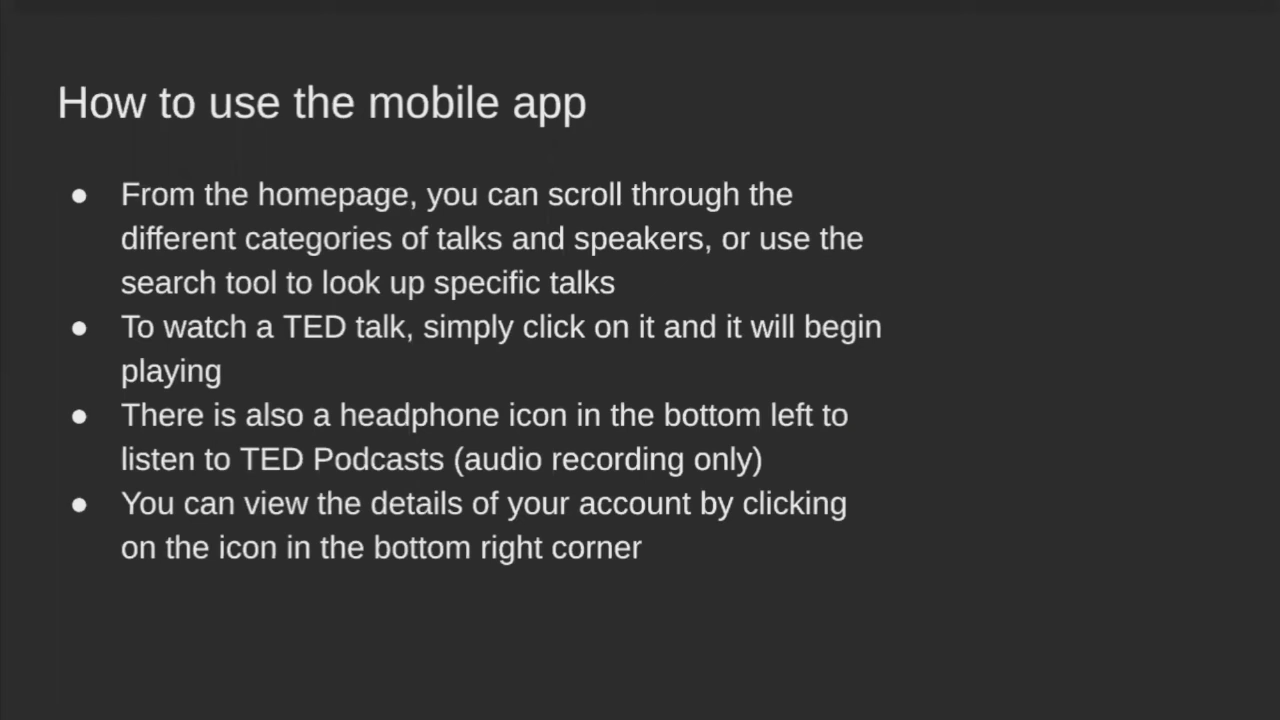 How to use the mobile app
● From the homepage, you can scroll through the
different categories of talks and speakers, or use the
search tool to look up specific talks
● To watch a TED talk, simply click on it and it will begin
playing
● There is also a headphone icon in the bottom left to
listen to TED Podcasts (audio recording only)
● You can view the details of your account by clicking
on the icon in the bottom right corner